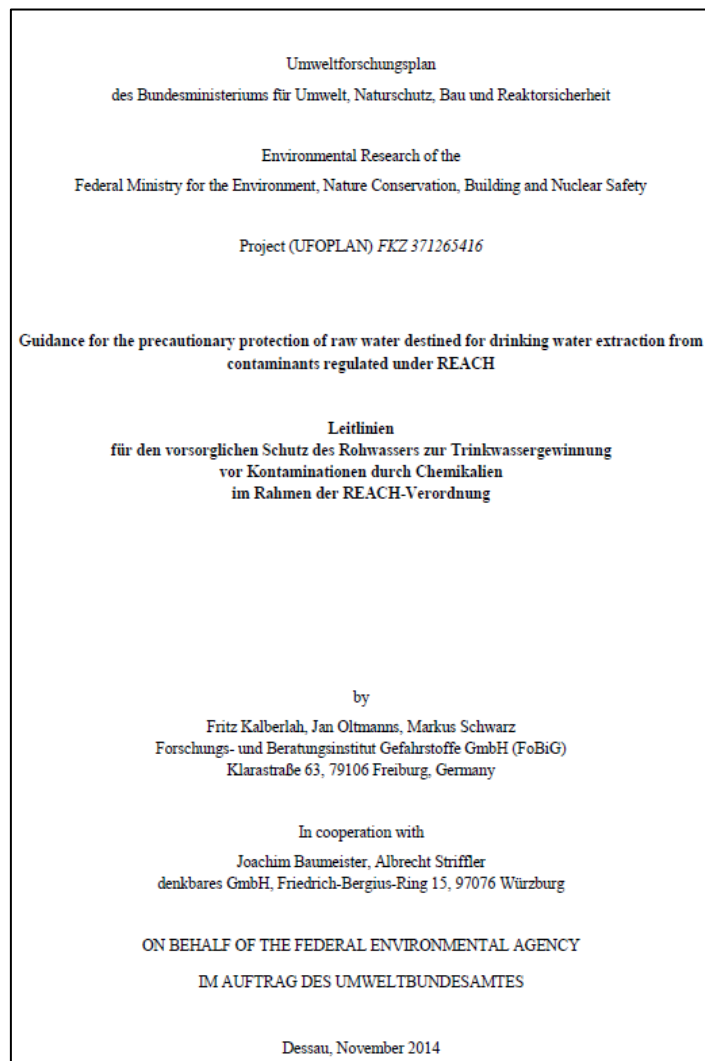 Umweltforschungsplan
des Bundesministeriums für Umwelt, Naturschutz, Bau und Reaktorsicherheit
Environmental Research of the
Federal Ministry for the Environment, Nature Conservation, Building and Nuclear Safety
Project (UFOPLAN) FKZ 371265416
Guidance for the precautionary protection of raw water destined for drinking water extraction from
contaminants regulated under REACH
Leitlinien
für den vorsorglichen Schutz des Rohwassers zur Trinkwassergewinnung
vor Kontaminationen durch Chemikalien
im Rahmen der REACH-Verordnung
by
Fritz Kalberlah, Jan Oltmanns, Markus Schwarz
Forschungs- und Beratungsinstitut Gefahrstoffe GmbH (FoBiG)
Klarastraße 63, 79106 Freiburg, Germany
In cooperation with
Joachim Baumeister, Albrecht Striffler
denkbares GmbH, Friedrich-Bergius-Ring 15, 97076 Würzburg
ON BEHALF OF THE FEDERAL ENVIRONMENTAL AGENCY
IM AUFTRAG DES UMWELTBUNDESAMTES
Dessau, November 2014